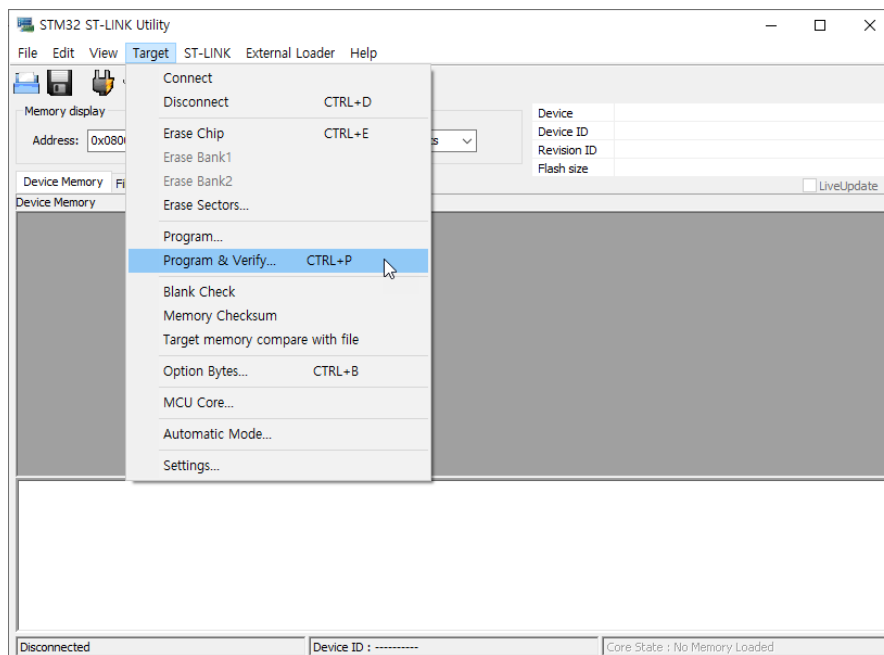 STM32 ST-LINK Utility
File Edit View Target ST-LINK External Loader Help
Memory display
Address:
Device
Device ID
Revision ID
Flash size
LiveUpdate
Device Memory
Device Memory
Connect
Disconnect CTRL+D
Erase Chip CTRL+E
Erase Bank1
Erase Bank2
Erase Sectors...
Program...
Program & Verify... CTRL+P
Blank Check
Memory Checksum
Target memory compare with file
Option Bytes... CTRL+B
MCU Core...
Automatic Mode...
Settings...
Disconnected
Device ID : ----------
Core State : No Memory Loaded